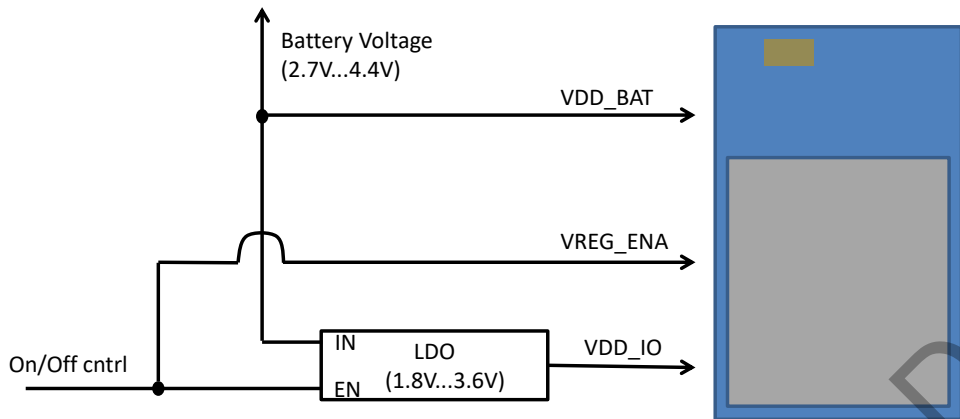 Battery Voltage
(2.7V...4.4V)
VDD_BAT
VREG_ENA
On/Off cntrl
IN
EN
LDO
(1.8V...3.6V)
VDD_IO